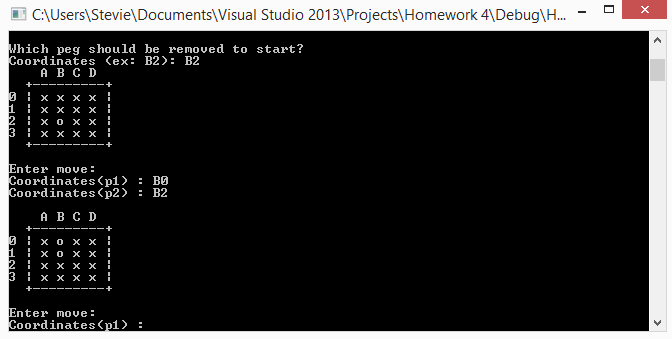 C:\Users\Stevie\Documents\Visual Studio 2013\Projects\Homework 4\Debug\H...
Which peg should be removed to start?
Coordinates (ex: B2): B2
    A B C D
  +---------+
0 ¦ x x x x ¦
1 ¦ x x x x ¦
2 ¦ x o x x ¦
3 ¦ x x x x ¦
  +---------+
Enter move:
Coordinates(p1) : B0
Coordinates(p2) : B2
    A B C D
  +---------+
0 ¦ x o x x ¦
1 ¦ x o x x ¦
2 ¦ x x x x ¦
3 ¦ x x x x ¦
  +---------+
Enter move:
Coordinates(p1) :